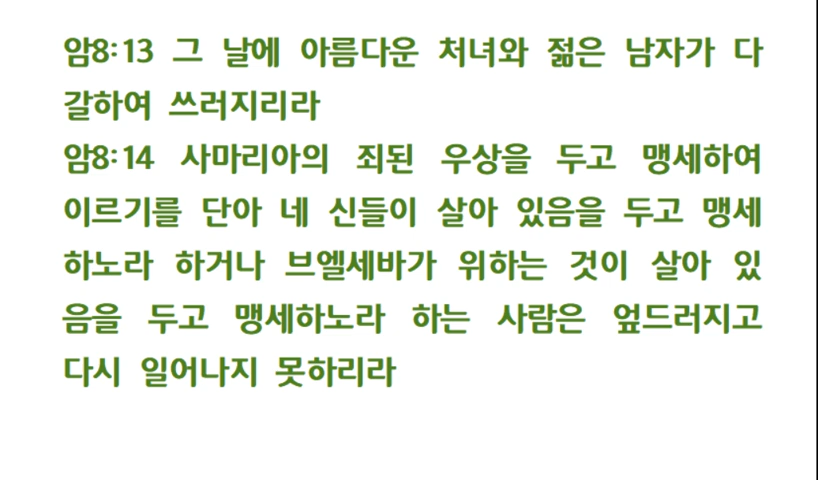 암8:13 그 날에 아름다운 처녀와 젊은 남자가 다
갈하여 쓰러지리라
암8:14 사마리아의 죄된 우상을 두고 맹세하여
이르기를 단아 네 신들이 살아 있음을 두고 맹세
하노라 하거나 브엘세바가 위하는 것이 살아 있
음을 두고 맹세하노라 하는 사람은 엎드러지고
다시 일어나지 못하리라